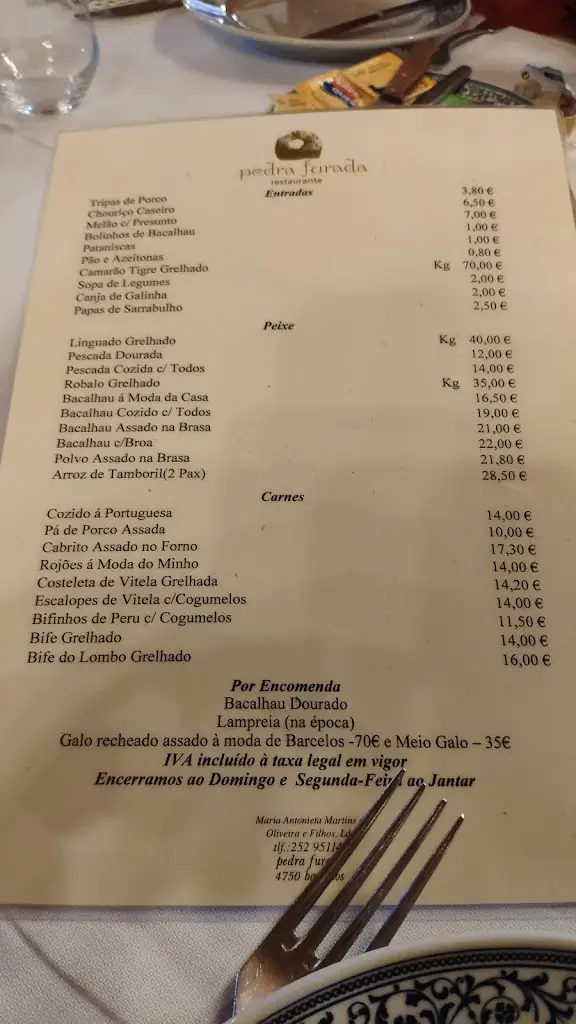 pedra furada
restaurante
Entradas
Tripas de Porco 3,80 €
Chouriço Caseiro 6,50 €
Melão c/ Presunto 7,00 €
Bolinhos de Bacalhau 1,00 €
Pataniscas 1,00 €
Pão e Azeitonas 0,80 €
Camarão Tigre Grelhado Kg 70,00 €
Sopa de Legumes 2,00 €
Canja de Galinha 2,00 €
Papas de Sarrabulho 2,50 €
Peixe
Linguado Grelhado Kg 40,00 €
Pescada Dourada 12,00 €
Pescada Cozida c/ Todos 14,00 €
Robalo Grelhado Kg 35,00 €
Bacalhau á Moda da Casa 16,50 €
Bacalhau Cozido c/ Todos 19,00 €
Bacalhau Assado na Brasa 21,00 €
Bacalhau c/Broa 22,00 €
Polvo Assado na Brasa 21,80 €
Arroz de Tamboril(2 Pax) 28,50 €
Carnes
Cozido á Portuguesa 14,00 €
Pá de Porco Assada 10,00 €
Cabrito Assado no Forno 17,30 €
Rojões á Moda do Minho 14,00 €
Costeleta de Vitela Grelhada 14,20 €
Escalopes de Vitela c/Cogumelos 14,00 €
Bifinhos de Peru c/ Cogumelos 11,50 €
Bife Grelhado 14,00 €
Bife do Lombo Grelhado 16,00 €
Por Encomenda
Bacalhau Dourado
Lampreia (na época)
Galo recheado assado à moda de Barcelos -70€ e Meio Galo – 35€
IVA incluído à taxa legal em vigor
Encerramos ao Domingo e Segunda-Feira ao Jantar
Maria Antonieta Martins
Oliveira e Filhos,
tlf.:252 95114
pedra
4750